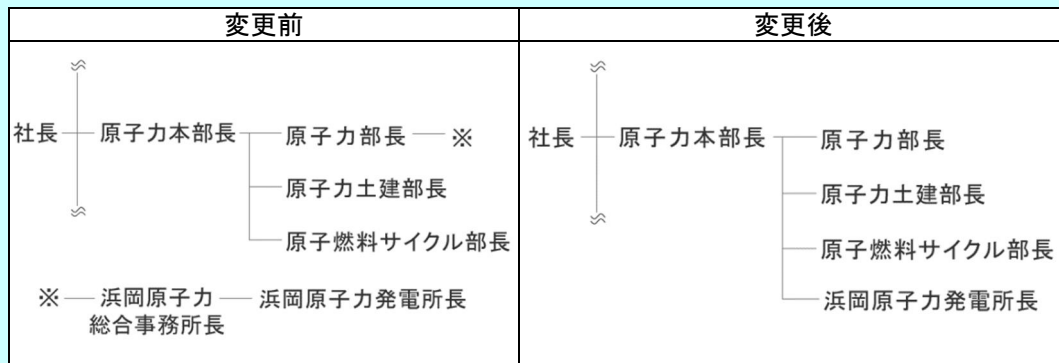 変更前
変更後
社長 原子力本部長 原子力部長 ※
原子力土建部長
原子燃料サイクル部長
※ 浜岡原子力 浜岡原子力発電所長
総合事務所長
社長 原子力本部長 原子力部長
原子力土建部長
原子燃料サイクル部長
浜岡原子力発電所長